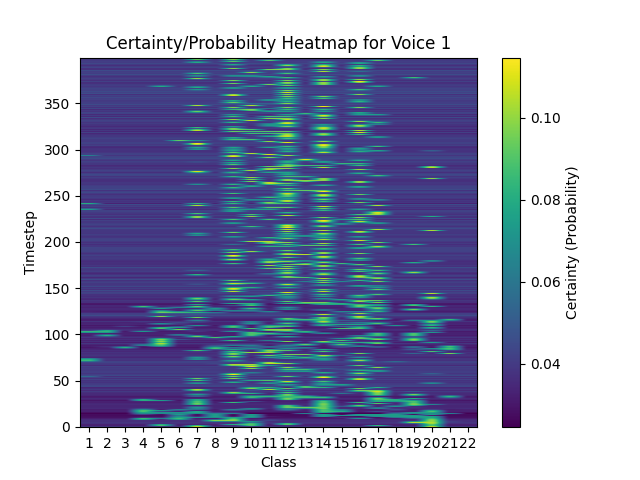 Certainty/Probability Heatmap for Voice 1
350
300
250
200
150
100
50
0
Timestep
1 2 3 4 5 6 7 8 9 10 11 12 13 14 15 16 17 18 19 20 21 22
Class
0.10
0.08
0.06
0.04
Certainty (Probability)